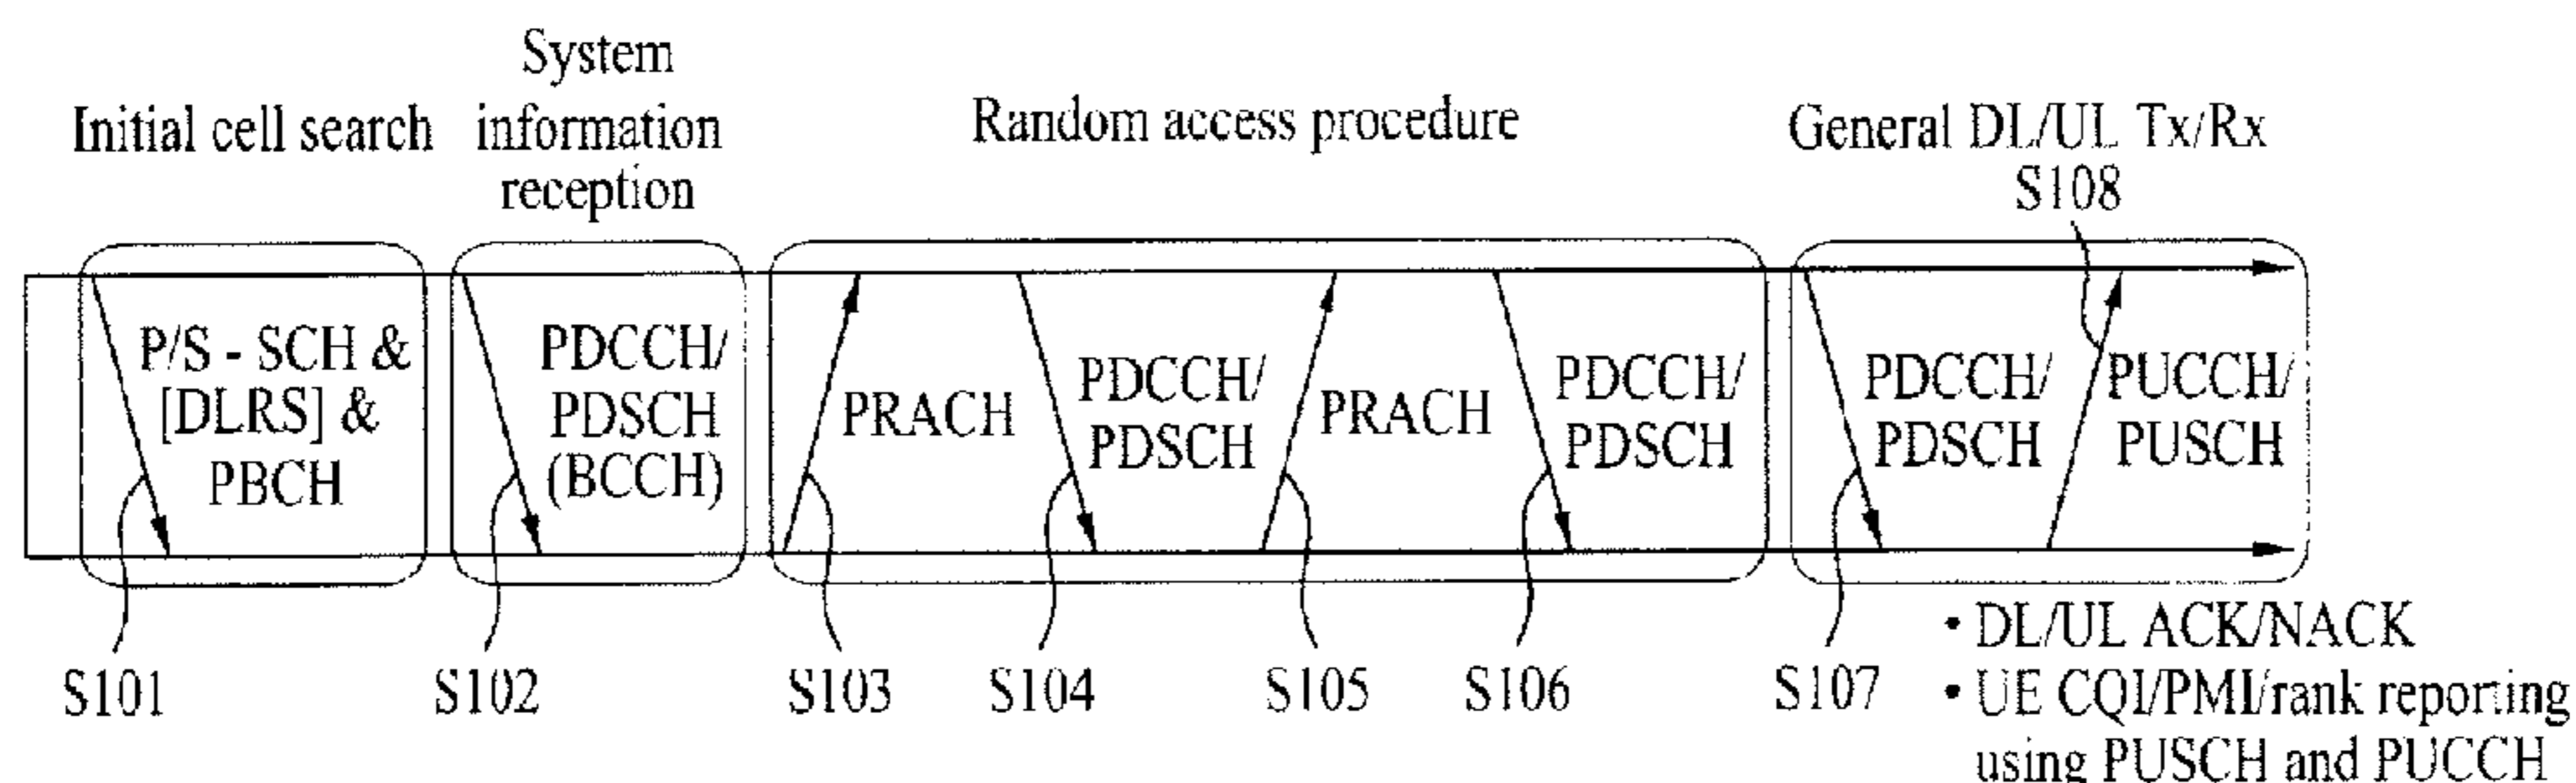 Initial cell search
System
information
reception
Random access procedure
General DL/UL Tx/Rx
S108
P/S - SCH &
[DLRS] &
PBCH
PDCCH/
PDSCH
(BCCH)
PRACH
PDCCH/
PDSCH
PRACH
PDCCH/
PDSCH
PDCCH/
PDSCH
PUCCH/
PUSCH
S101
S102
S103
S104
S105
S106
S107
• DL/UL ACK/NACK
• UE CQI/PMI/rank reporting
using PUSCH and PUCCH